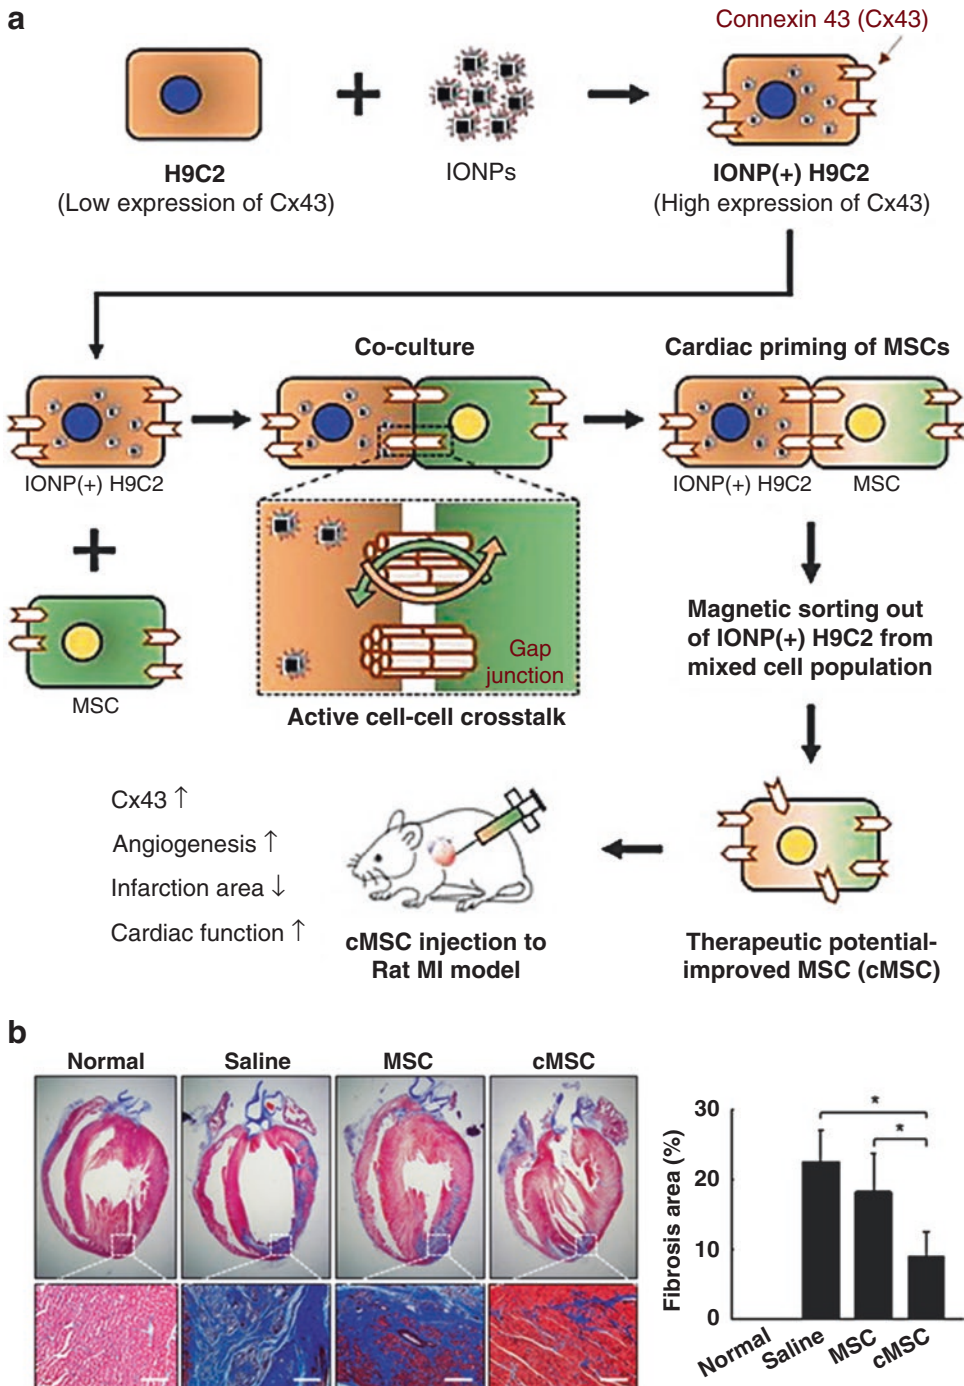 a
Connexin 43 (Cx43)
H9C2
(Low expression of Cx43)
IONPs
IONP(+) H9C2
(High expression of Cx43)
Co-culture
Cardiac priming of MSCs
IONP(+) H9C2
IONP(+) H9C2
MSC
MSC
Gap
junction
Active cell-cell crosstalk
Magnetic sorting out
of IONP(+) H9C2 from
mixed cell population
Cx43 ↑
Angiogenesis ↑
Infarction area ↓
Cardiac function ↑
cMSC injection to
Rat MI model
Therapeutic potential-
improved MSC (cMSC)
b
Normal
Saline
MSC
cMSC
Fibrosis area (%)
30
20
10
0
*
*
Normal
Saline
MSC
cMSC